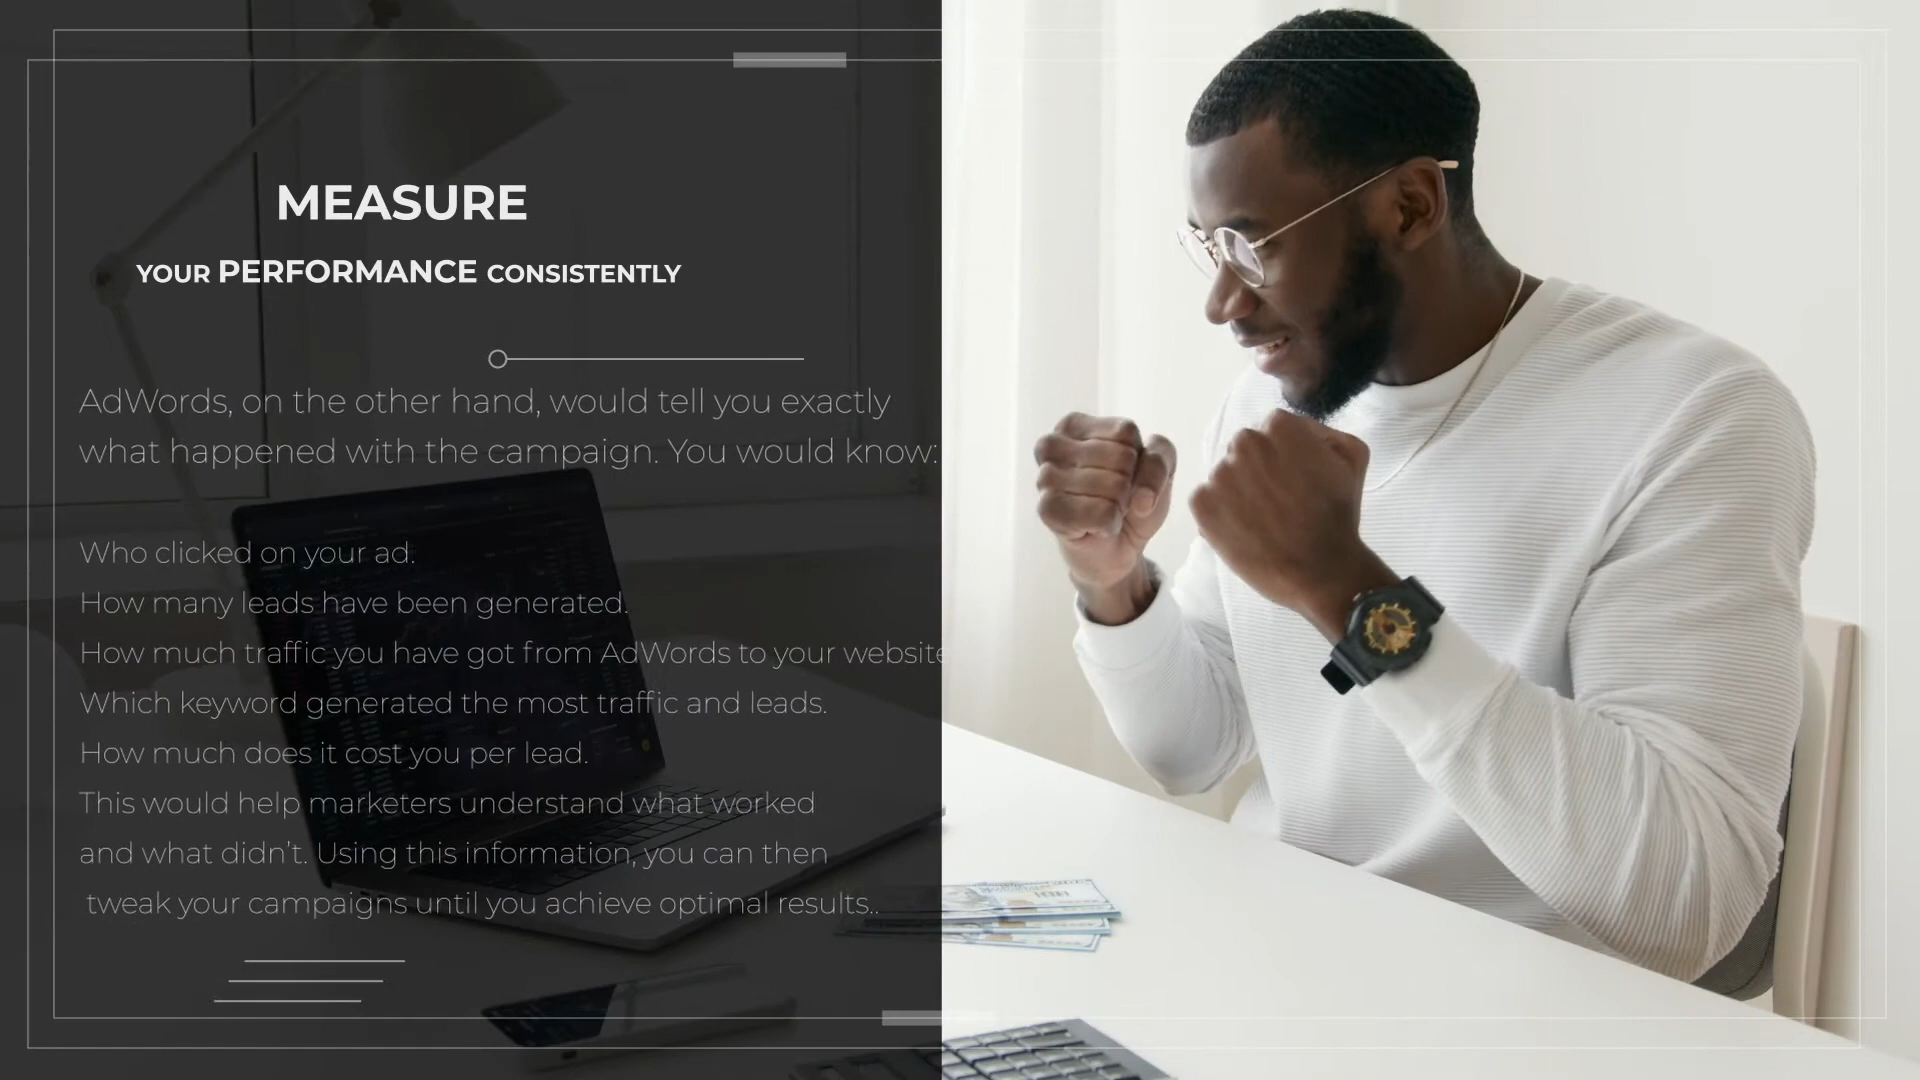 MEASURE
YOUR PERFORMANCE CONSISTENTLY
AdWords, on the other hand, would tell you exactly
what happened with the campaign. You would know:
Who clicked on your ad.
How many leads have been generated.
How much traffic you have got from AdWords to your website
Which keyword generated the most traffic and leads.
How much does it cost you per lead.
This would help marketers understand what worked
and what didn't. Using this information, you can then
tweak your campaigns until you achieve optimal results..